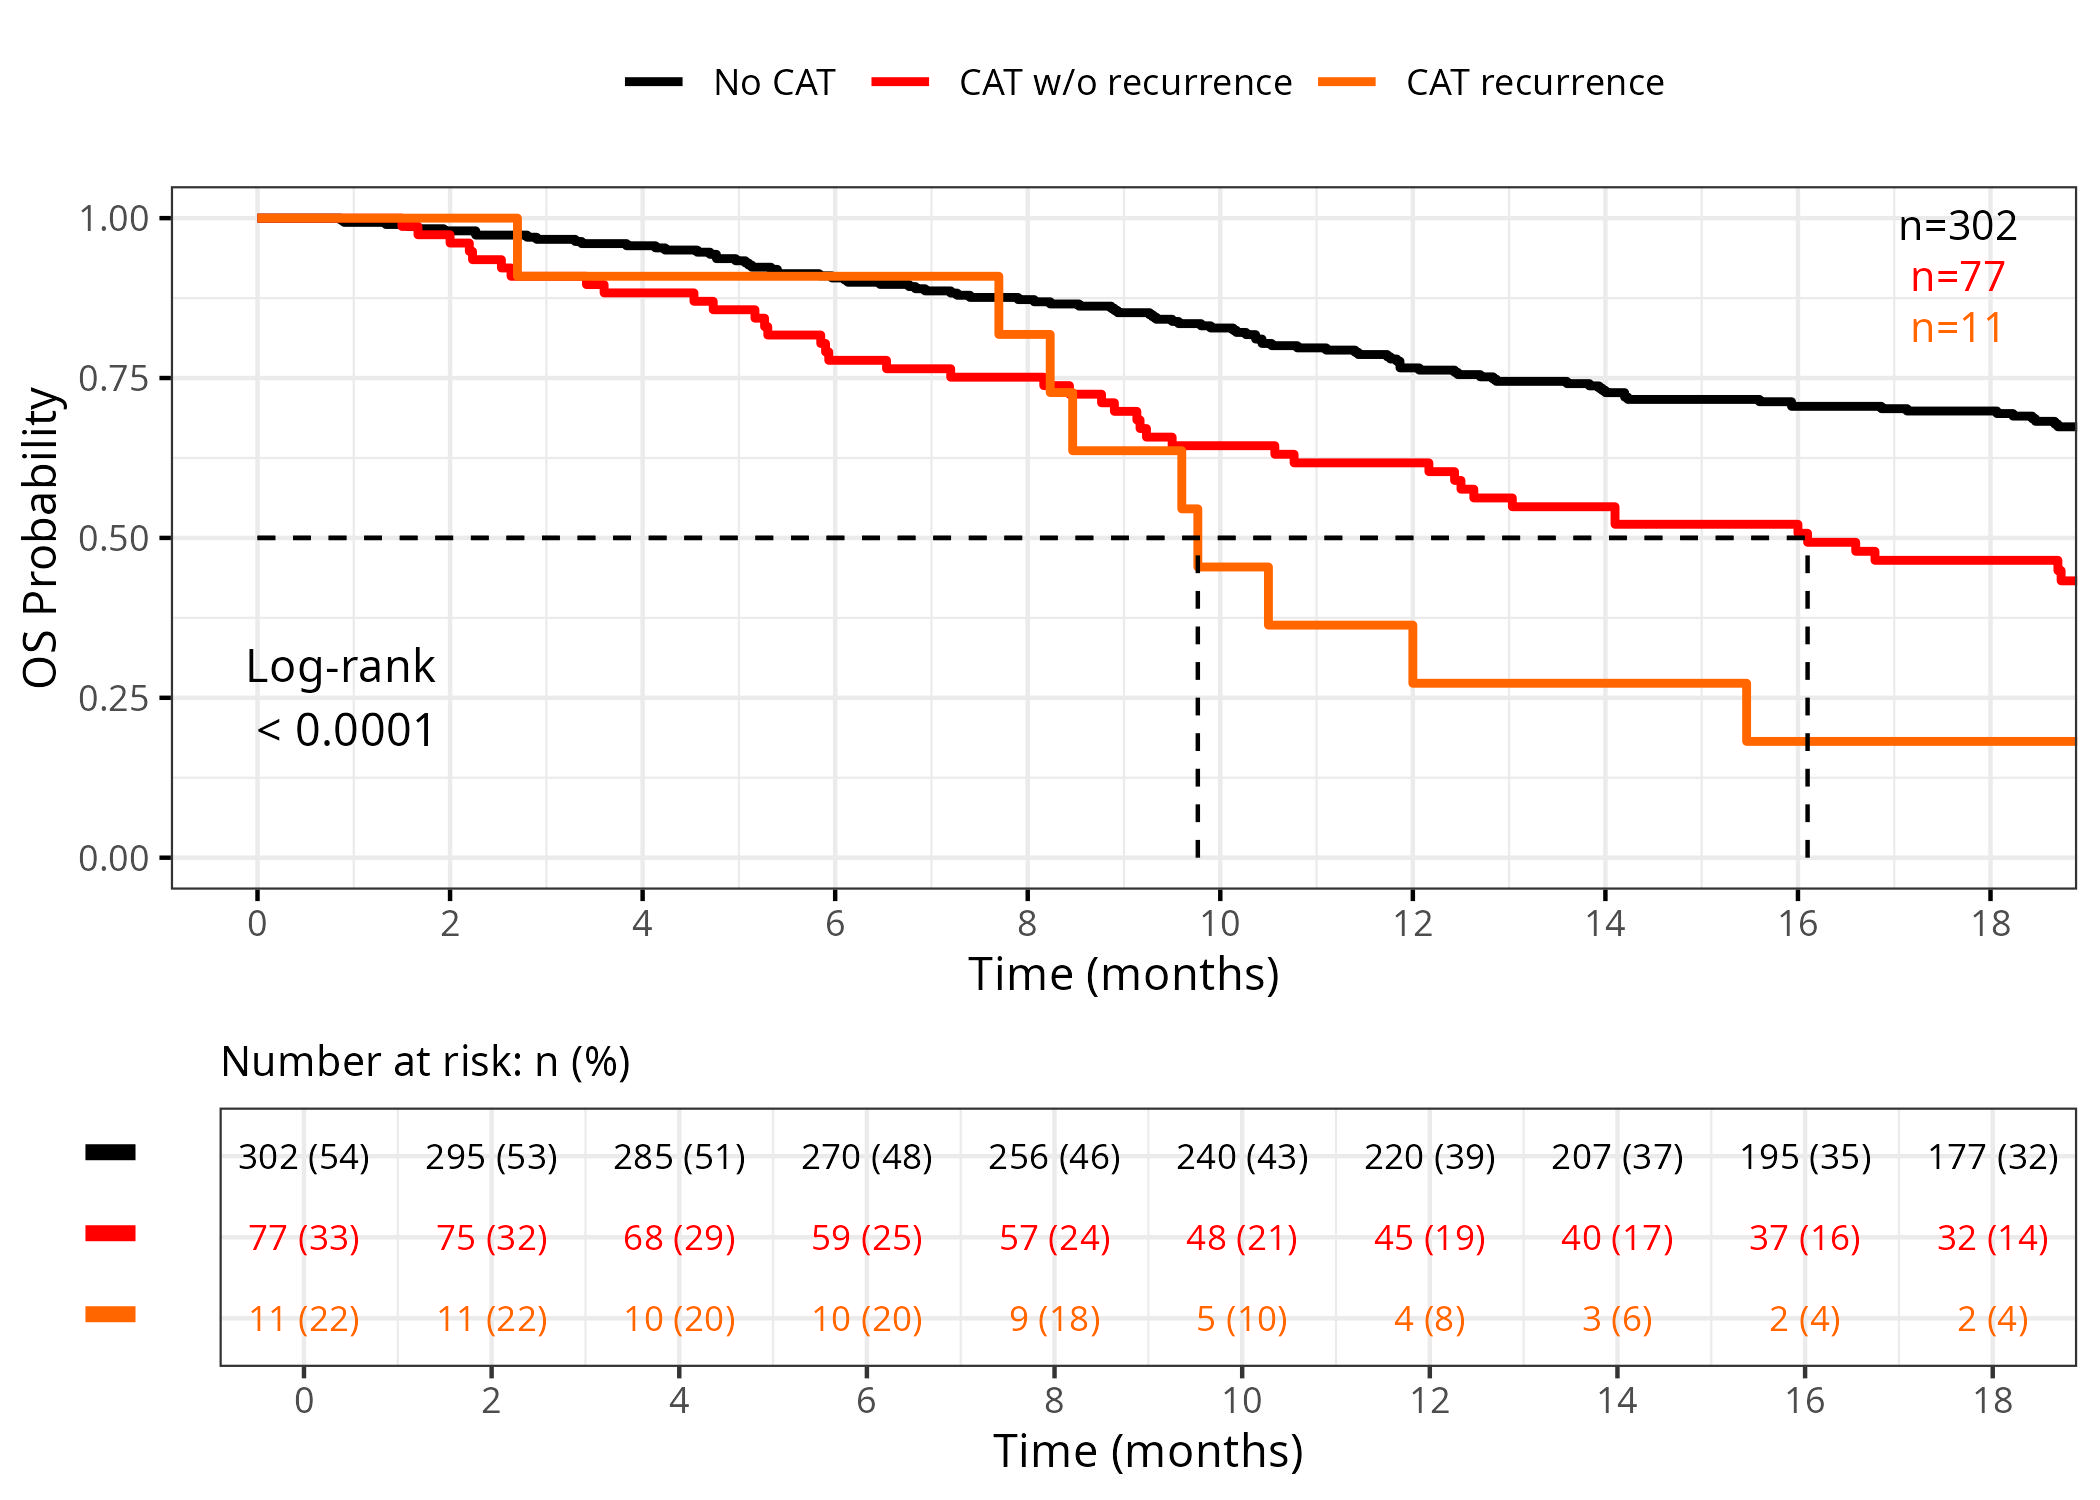 No CAT CAT w/o recurrence CAT recurrence
n=302
n=77
n=11
1.00
0.75
0.50
0.25
0.00
OS Probability
Log-rank
< 0.0001
0 2 4 6 8 10 12 14 16 18
Time (months)
Number at risk: n (%)
302 (54) 295 (53) 285 (51) 270 (48) 256 (46) 240 (43) 220 (39) 207 (37) 195 (35) 177 (32)
77 (33) 75 (32) 68 (29) 59 (25) 57 (24) 48 (21) 45 (19) 40 (17) 37 (16) 32 (14)
11 (22) 11 (22) 10 (20) 10 (20) 9 (18) 5 (10) 4 (8) 3 (6) 2 (4) 2 (4)
0 2 4 6 8 10 12 14 16 18
Time (months)